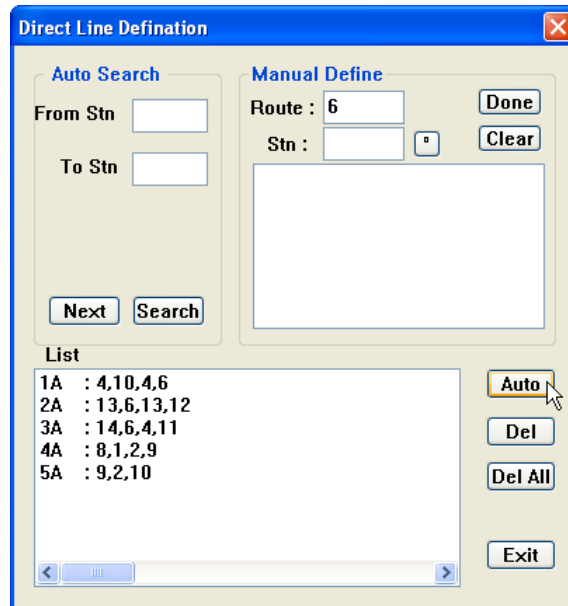 Direct Line Defination
Auto Search
From Stn
To Stn
Next Search
Manual Define
Route : 6
Done
Stn :
Clear
List
1A : 4,10,4,6
2A : 13,6,13,12
3A : 14,6,4,11
4A : 8,1,2,9
5A : 9,2,10
Auto
Del
Del All
Exit